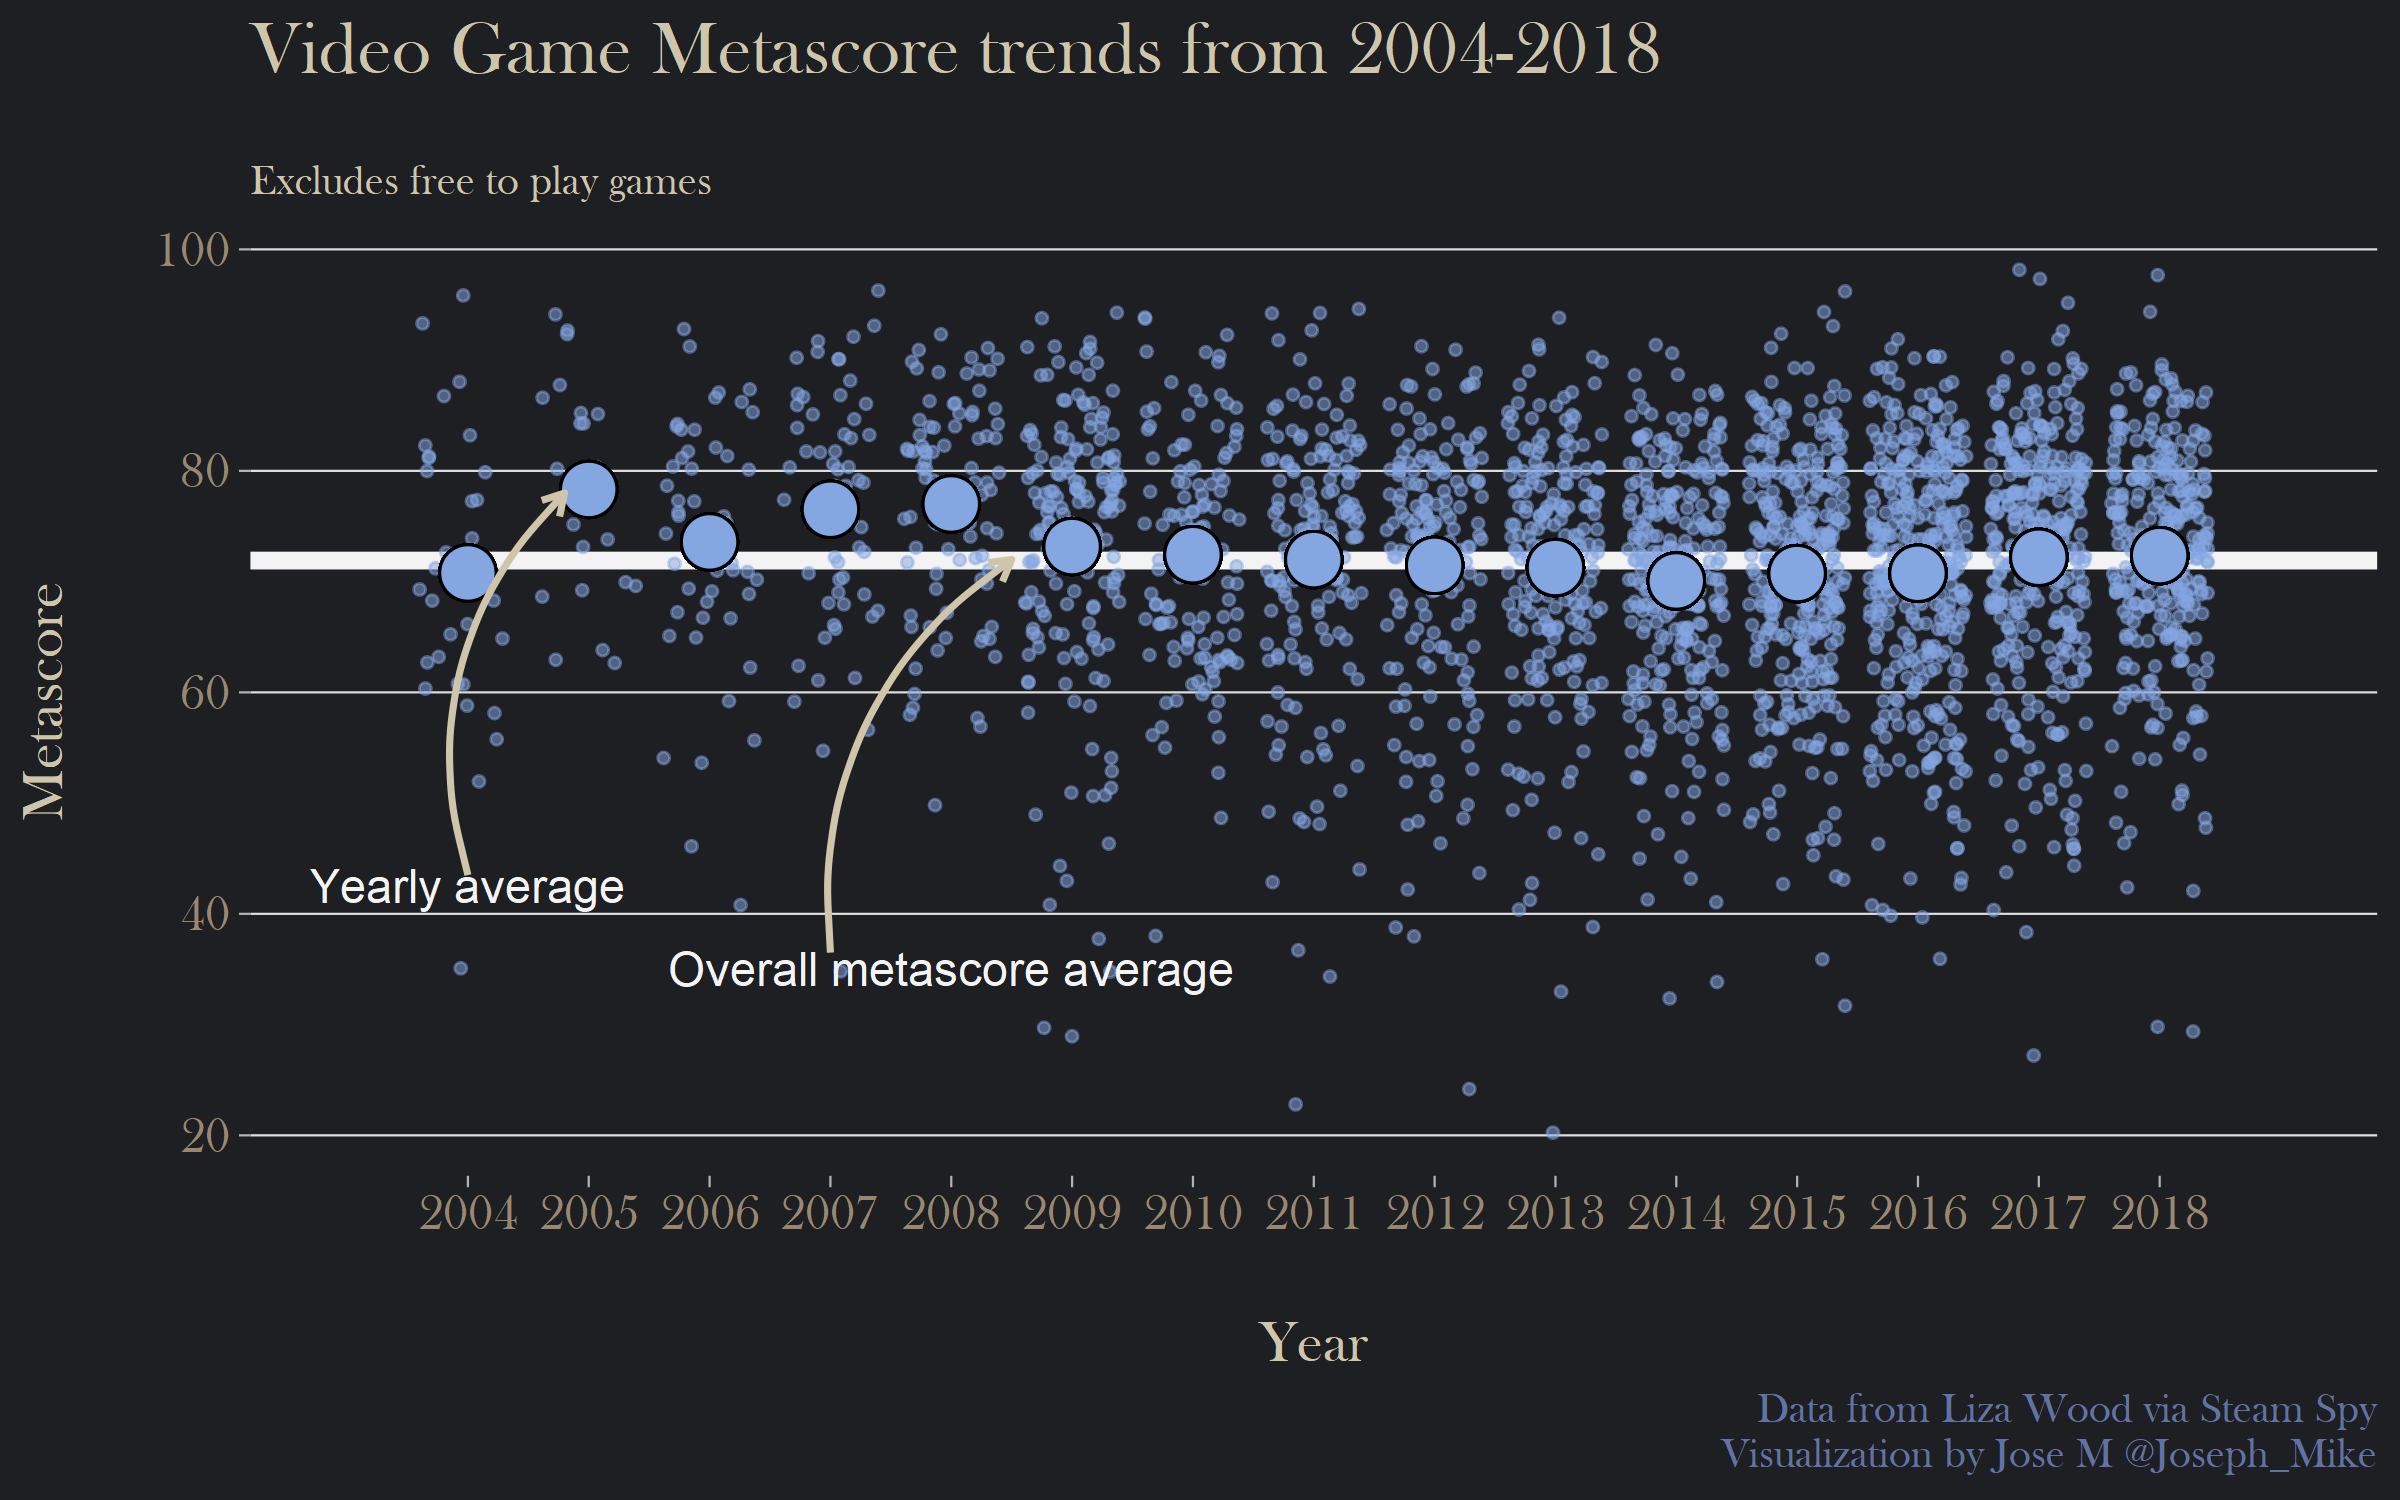 Video Game Metascore trends from 2004-2018
Excludes free to play games
Metascore
100
80
60
40
20
Yearly average
Overall metascore average
2004 2005 2006 2007 2008 2009 2010 2011 2012 2013 2014 2015 2016 2017 2018
Year
Data from Liza Wood via Steam Spy
Visualization by Jose M @Joseph_Mike